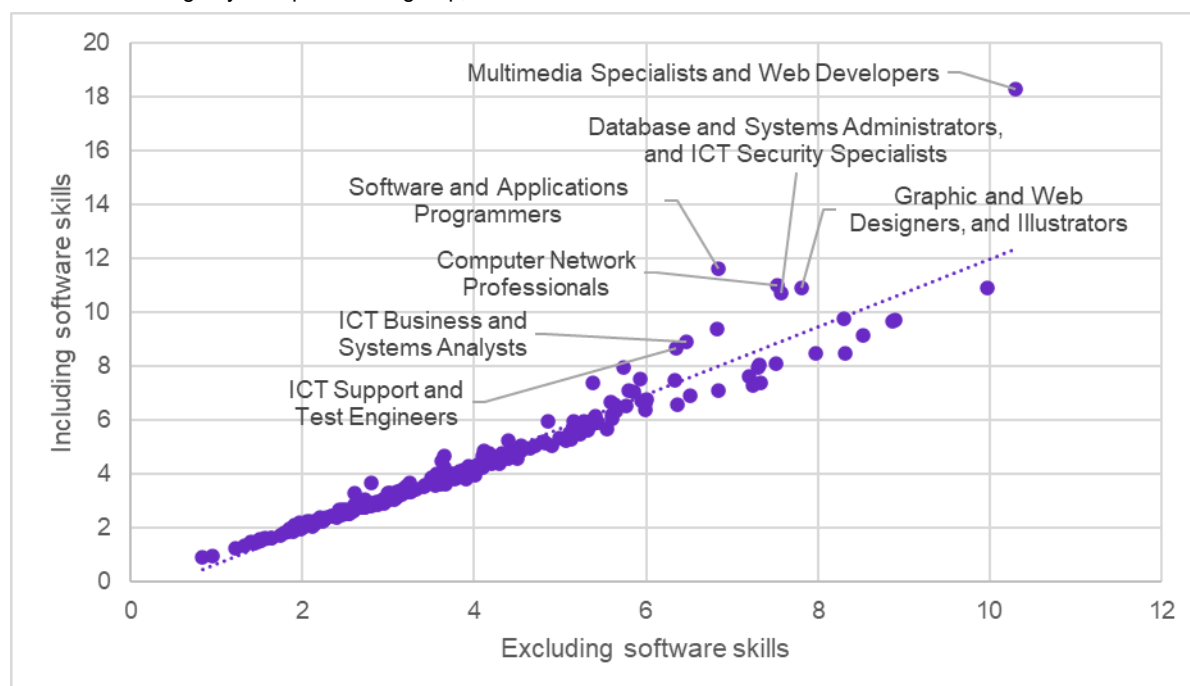 20
18
16
14
12
10
8
6
4
2
0
Including software skills
Multimedia Specialists and Web Developers
Database and Systems Administrators,
and ICT Security Specialists
Software and Applications
Programmers
Graphic and Web
Designers, and Illustrators
Computer Network
Professionals
ICT Business and
Systems Analysts
ICT Support and
Test Engineers
0 2 4 6 8 10 12
Excluding software skills